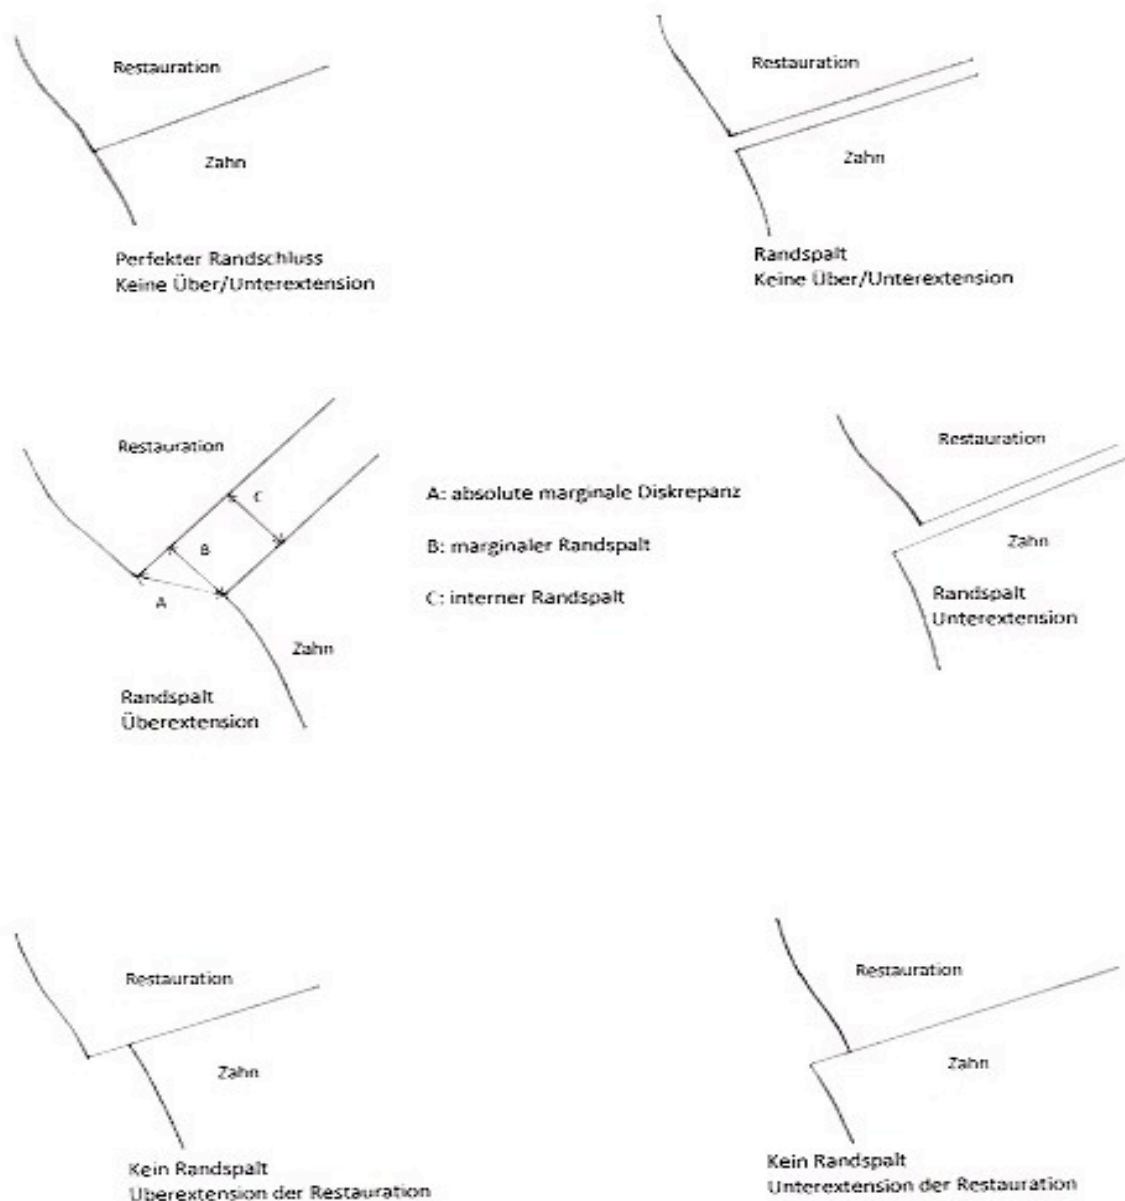 Restauration
Zahn
Perfekter Randschluss
Keine Über/Unterextension
Restauration
Zahn
Randspalt
Keine Über/Unterextension
Restauration
C
B
A
Zahn
Randspalt
Überextension
A: absolute marginale Diskrepanz
B: marginaler Randspalt
C: interner Randspalt
Restauration
Zahn
Randspalt
Unterextension
Restauration
Zahn
Kein Randspalt
Überextension der Restauration
Restauration
Zahn
Kein Randspalt
Unterextension der Restauration